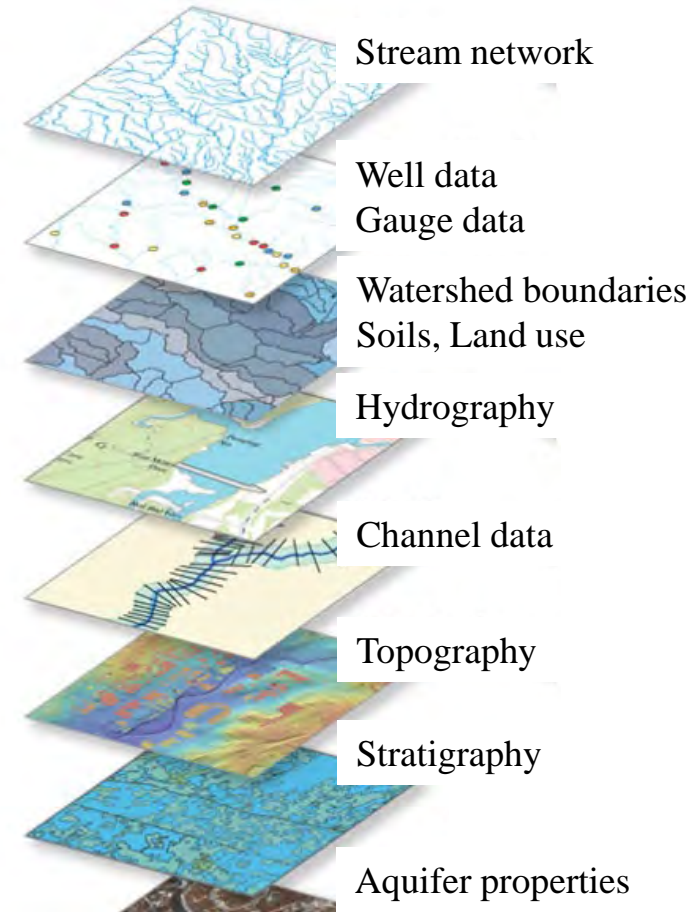 Stream network
Well data
Gauge data
Watershed boundaries
Soils, Land use
Hydrography
Channel data
Topography
Stratigraphy
Aquifer properties